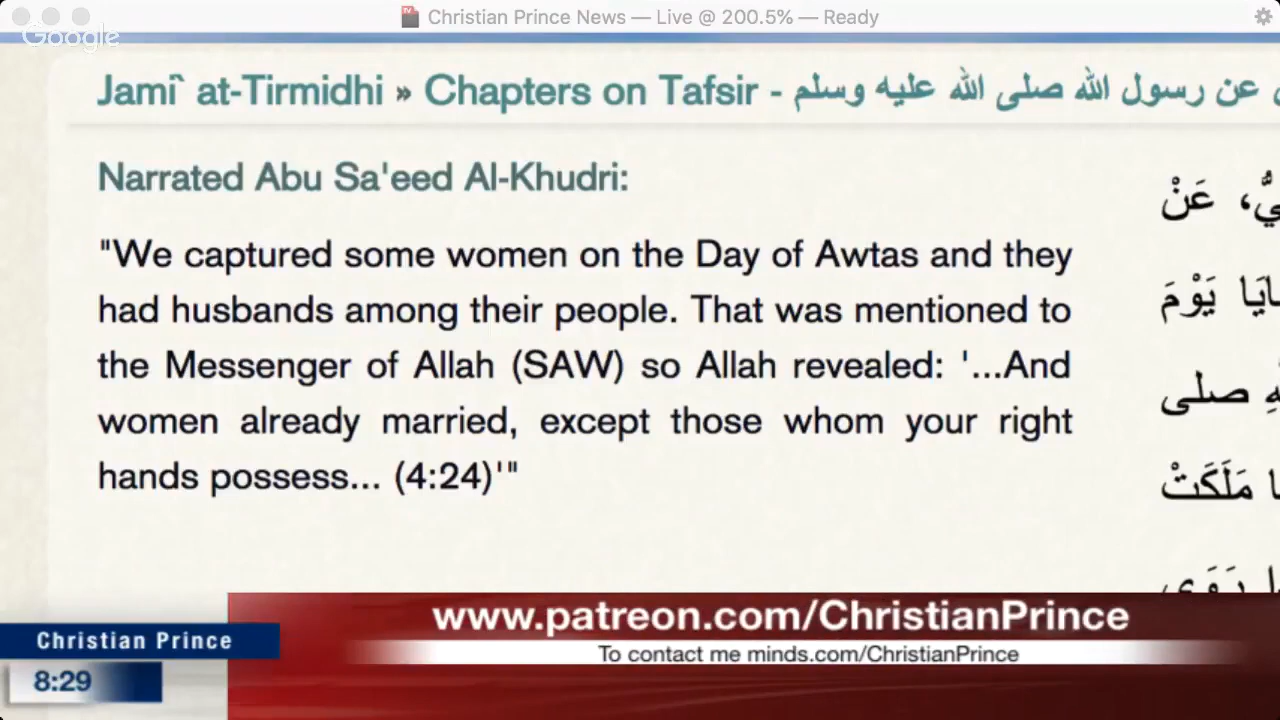 Christian Prince News — Live @ 200.5% — Ready
Google
Jami` at-Tirmidhi » Chapters on Tafsir - عن رسول الله صلى الله عليه وسلم
Narrated Abu Sa'eed Al-Khudri:
"We captured some women on the Day of Awtas and they
had husbands among their people. That was mentioned to
the Messenger of Allah (SAW) so Allah revealed: '...And
women already married, except those whom your right
hands possess... (4:24)'"
عَنْ
يَوْمَ
صلى
مَلَكَتْ
www.patreon.com/ChristianPrince
To contact me minds.com/ChristianPrince
Christian Prince
8:29